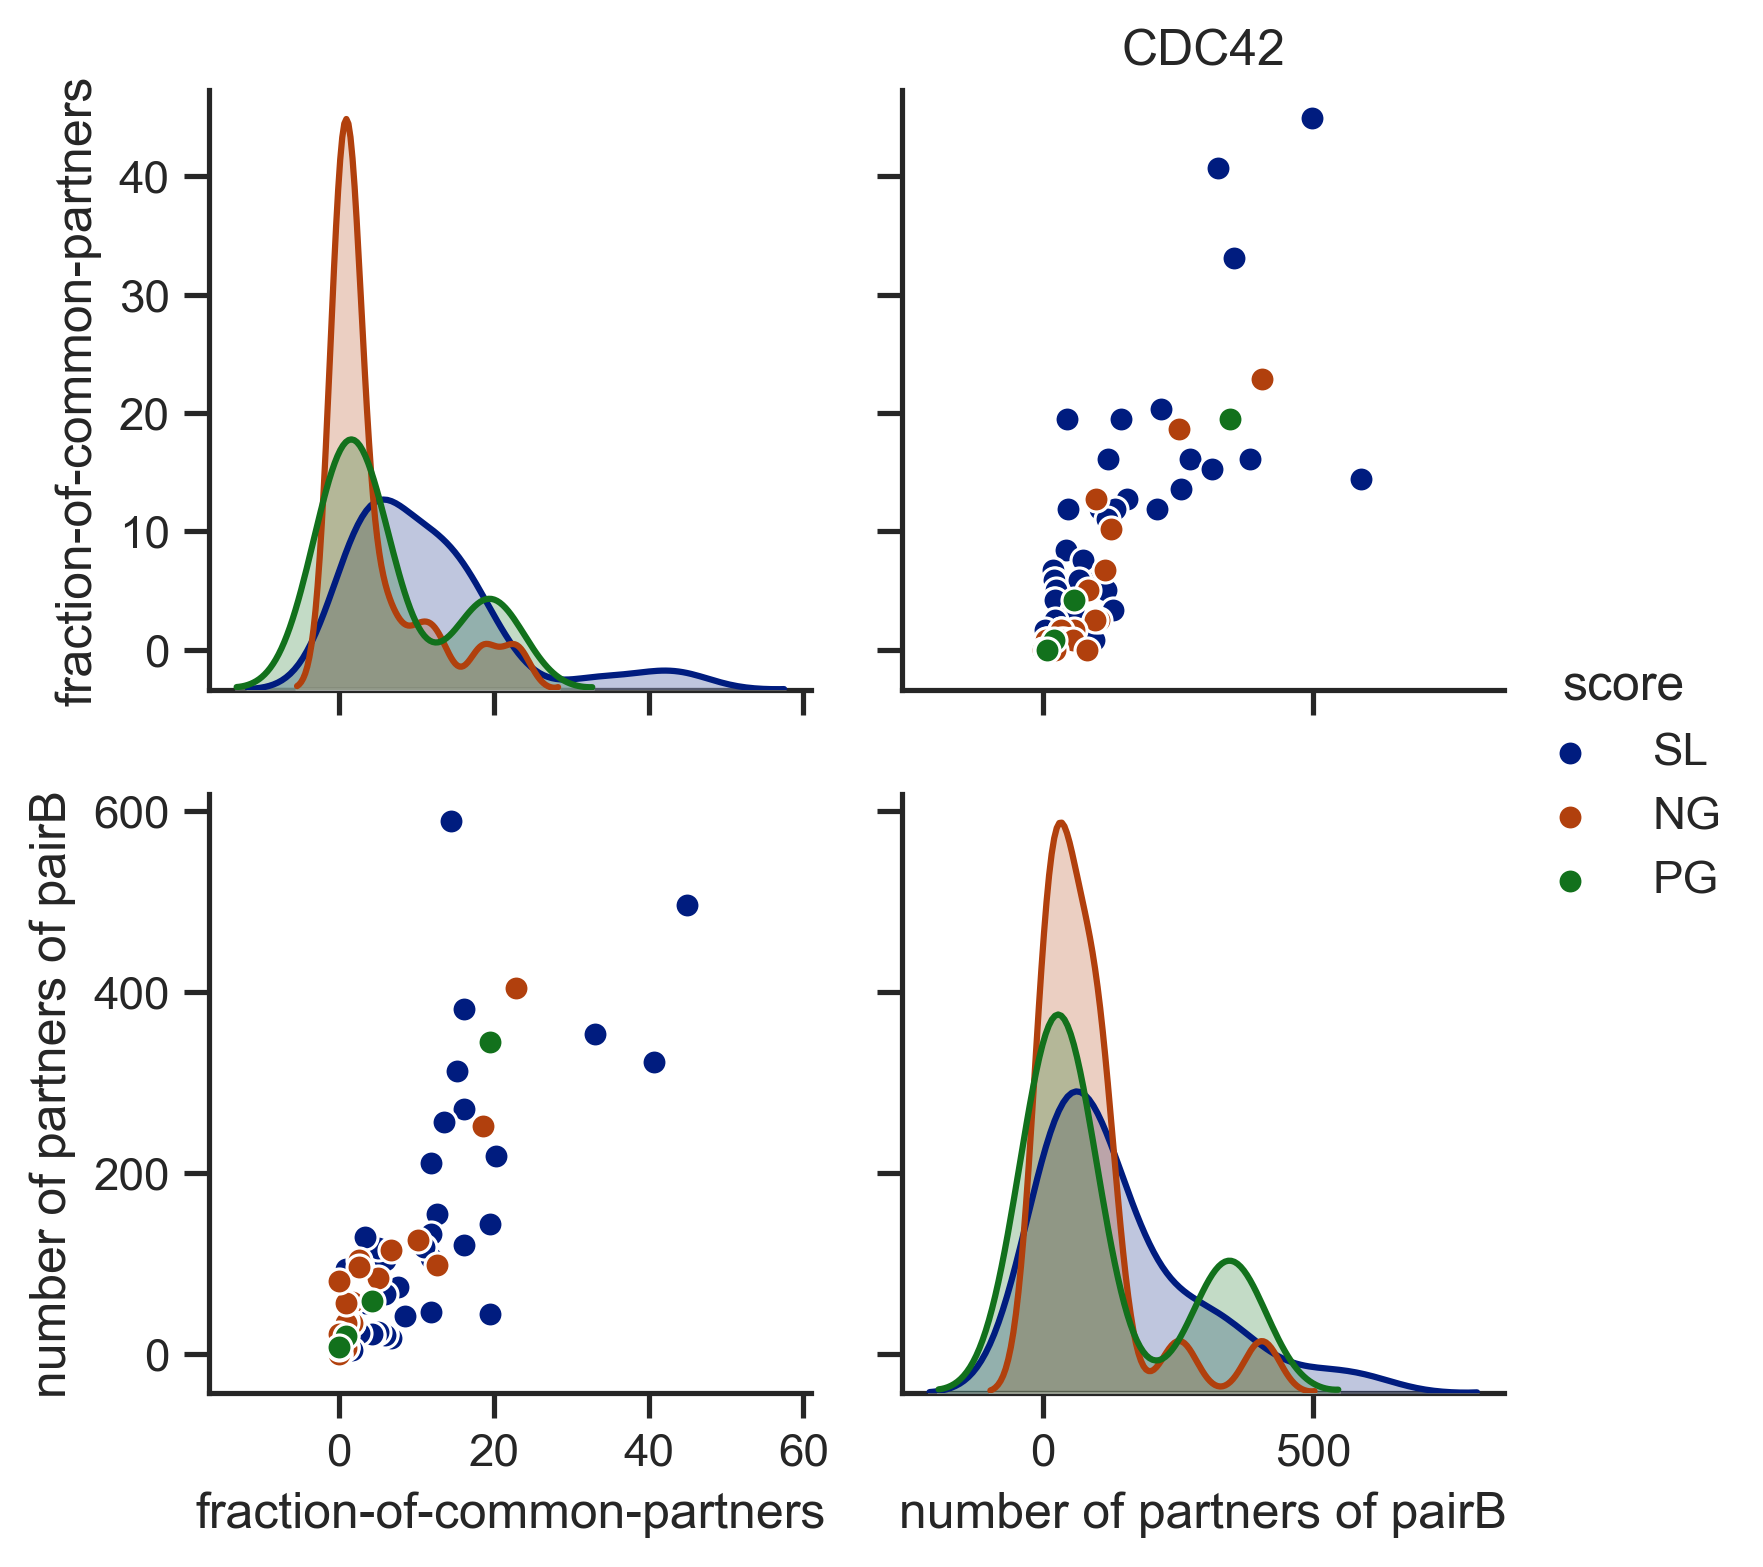 CDC42
fraction-of-common-partners
40
30
20
10
0
score
SL
NG
PG
number of partners of pairB
600
400
200
0
0 20 40 60
0 500
fraction-of-common-partners
number of partners of pairB